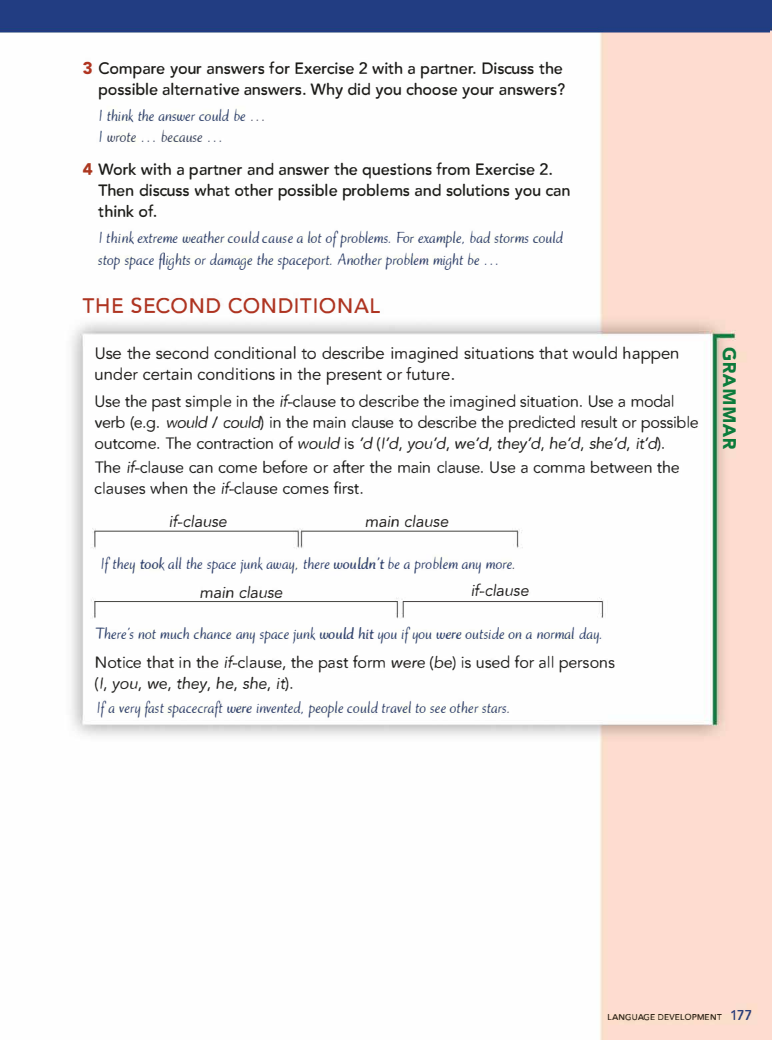 3 Compare your answers for Exercise 2 with a partner. Discuss the
possible alternative answers. Why did you choose your answers?
I think the answer could be ...
I wrote ... because ...
4 Work with a partner and answer the questions from Exercise 2.
Then discuss what other possible problems and solutions you can
think of.
I think extreme weather could cause a lot of problems. For example, bad storms could
stop space flights or damage the spaceport. Another problem might be ...
THE SECOND CONDITIONAL
GRAMMAR
Use the second conditional to describe imagined situations that would happen
under certain conditions in the present or future.
Use the past simple in the if-clause to describe the imagined situation. Use a modal
verb (e.g. would / could) in the main clause to describe the predicted result or possible
outcome. The contraction of would is 'd (I'd, you'd, we'd, they'd, he'd, she'd, it'd).
The if-clause can come before or after the main clause. Use a comma between the
clauses when the if-clause comes first.
if-clause main clause
If they took all the space junk away, there wouldn't be a problem any more.
main clause if-clause
There's not much chance any space junk would hit you if you were outside on a normal day.
Notice that in the if-clause, the past form were (be) is used for all persons
(I, you, we, they, he, she, it).
If a very fast spacecraft were invented, people could travel to see other stars.
LANGUAGE DEVELOPMENT 177